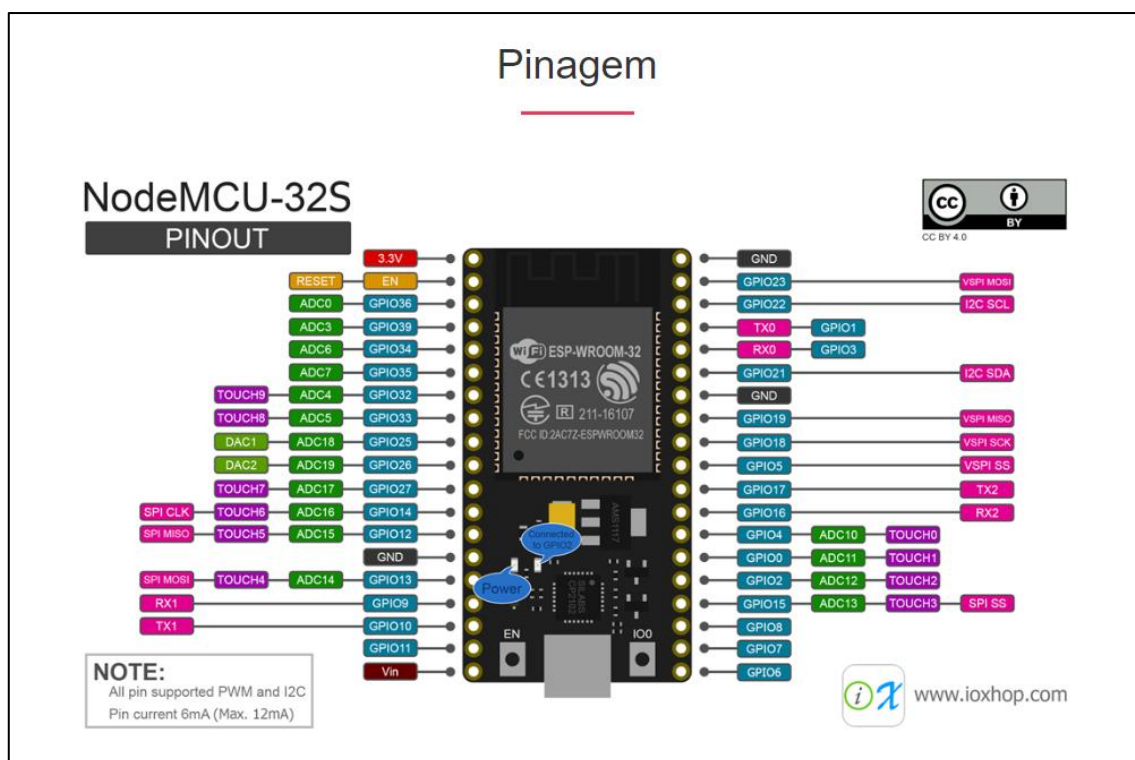 Pinagem
NodeMCU-32S
PINOUT
CC BY
CC BY 4.0
3.3V GND
RESET EN GPIO23 VSPI MOSI
ADC0 GPIO36 GPIO22 I2C SCL
ADC3 GPIO39 TX0 GPIO1
ADC6 GPIO34 RX0 GPIO3
ADC7 GPIO35 GPIO21 I2C SDA
TOUCH9 ADC4 GPIO32 GND
TOUCH8 ADC5 GPIO33 GPIO19 VSPI MISO
DAC1 ADC18 GPIO25 GPIO18 VSPI SCK
DAC2 ADC19 GPIO26 GPIO5 VSPI SS
TOUCH7 ADC17 GPIO27 GPIO17 TX2
SPI CLK TOUCH6 ADC16 GPIO14 GPIO16 RX2
SPI MISO TOUCH5 ADC15 GPIO12 GPIO4 ADC10 TOUCH0
GND GPIO0 ADC11 TOUCH1
SPI MOSI TOUCH4 ADC14 GPIO13 GPIO2 ADC12 TOUCH2
RX1 GPIO9 GPIO15 ADC13 TOUCH3 SPI SS
TX1 GPIO10 GPIO8
GPIO11 GPIO7
Vin GPIO6
WiFi ESP-WROOM-32
CE1313
R 211-16107
FCC ID:2AC7Z-ESPWROOM32
AMS1117
Connected
to GPIO2
Power
SILABS
CP2102
EN IO0
NOTE:
All pin supported PWM and I2C
Pin current 6mA (Max. 12mA)
iX www.ioxhop.com